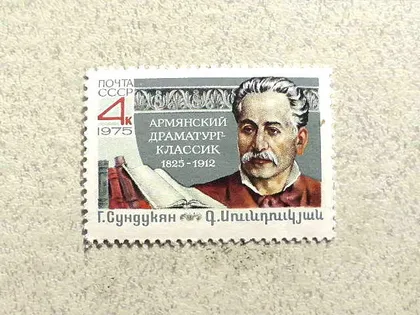 ПОЧТА
СССР
4К
1975
АРМЯНСКИЙ
ДРАМАТУРГ-
КЛАССИК
1825-1912
Г. Сундукян Գ. Սունդուկյան